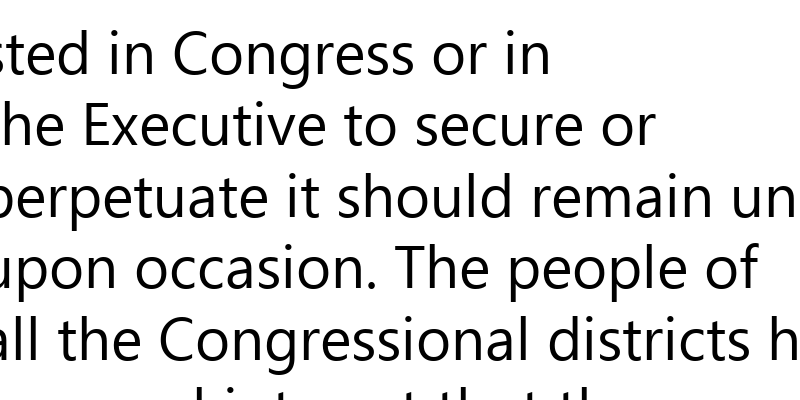 sted in Congress or in
he Executive to secure or
perpetuate it should remain un
upon occasion. The people of
all the Congressional districts h